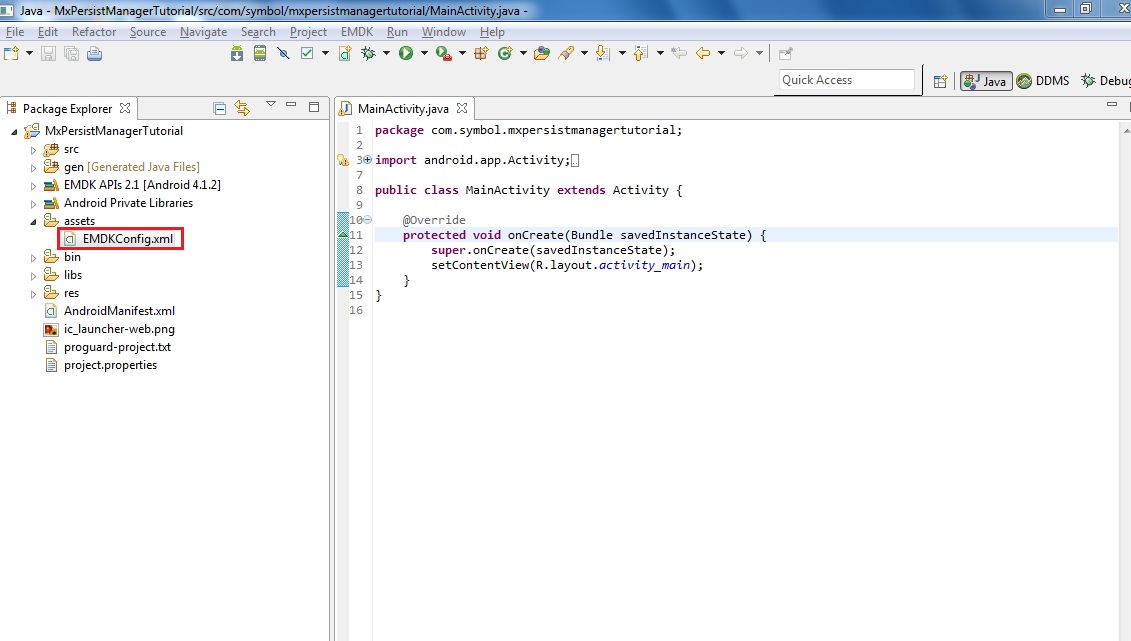 Java - MxPersistManagerTutorial/src/com/symbol/mxpersistmanagertutorial/MainActivity.java -
File Edit Refactor Source Navigate Search Project EMDK Run Window Help
Quick Access
Java
DDMS
Debug
Package Explorer
MxPersistManagerTutorial
src
gen [Generated Java Files]
EMDK APIs 2.1 [Android 4.1.2]
Android Private Libraries
assets
EMDKConfig.xml
bin
libs
res
AndroidManifest.xml
ic_launcher-web.png
proguard-project.txt
project.properties
MainActivity.java
1 package com.symbol.mxpersistmanagertutorial;
2
3 import android.app.Activity;
7
8 public class MainActivity extends Activity {
9
10 @Override
11 protected void onCreate(Bundle savedInstanceState) {
12 super.onCreate(savedInstanceState);
13 setContentView(R.layout.activity_main);
14 }
15 }
16